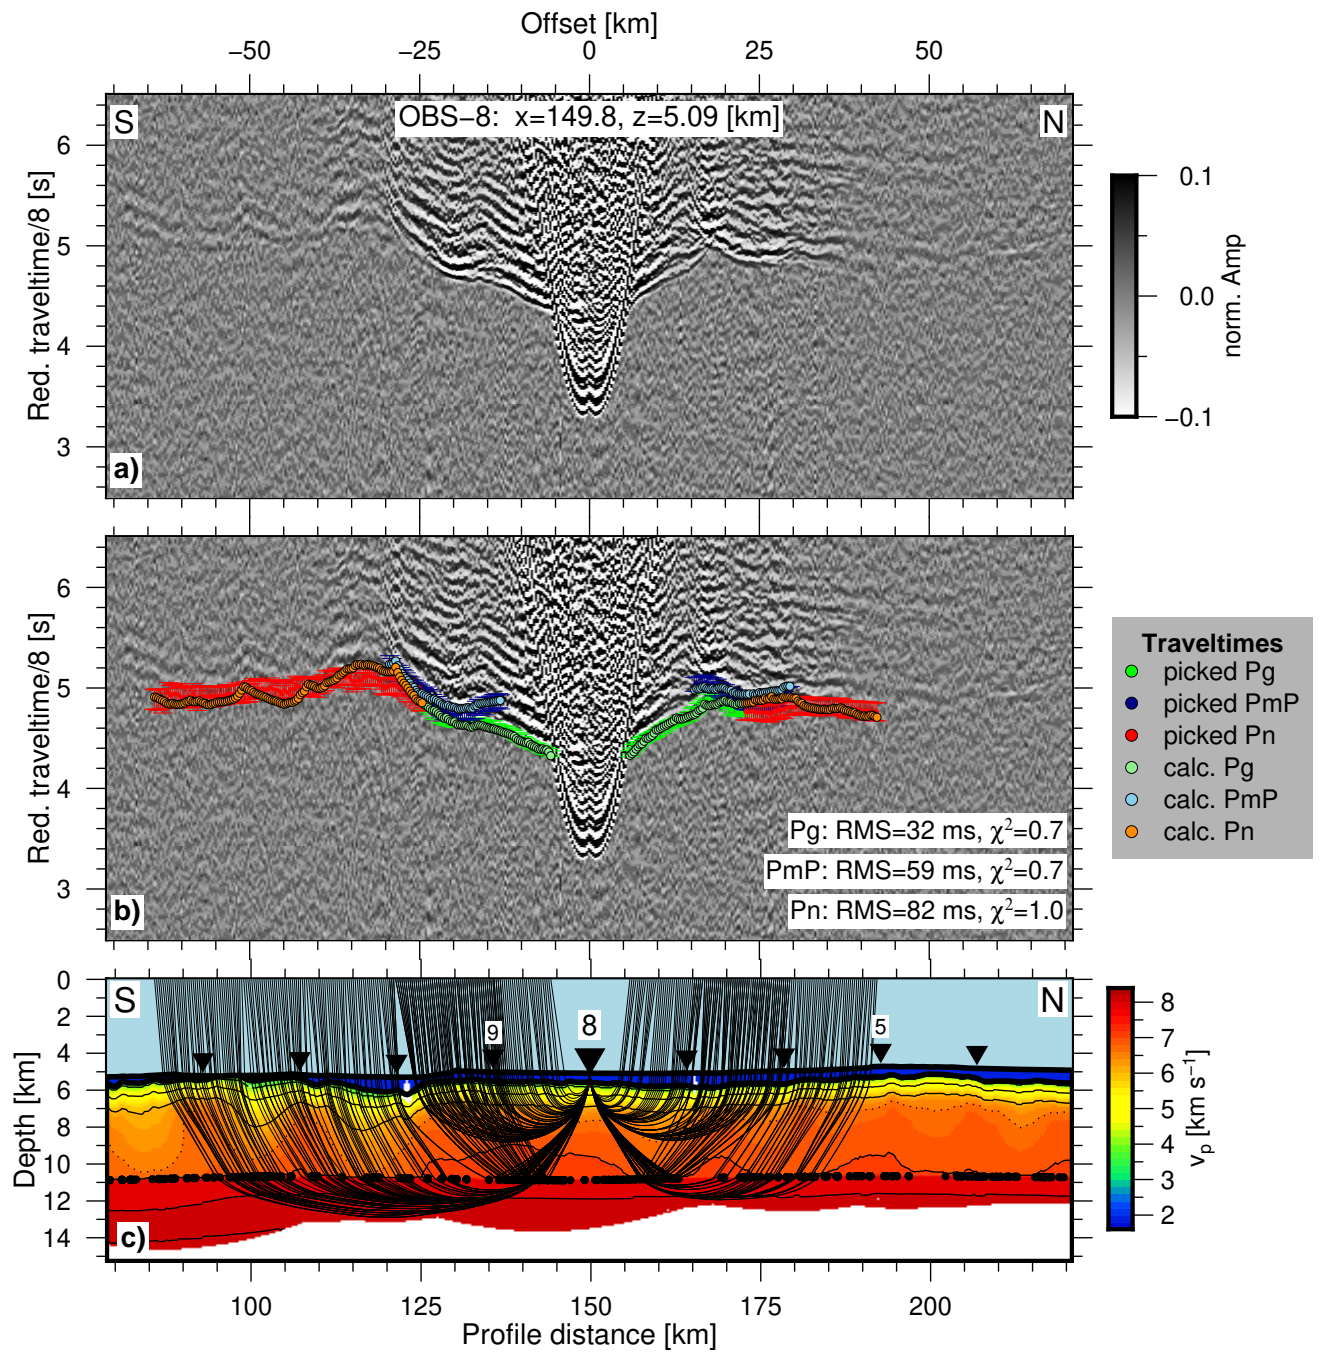 Offset [km]
−50 −25 0 25 50
S OBS−8: x=149.8, z=5.09 [km] N
6
5
4
3
Red. traveltime/8 [s]
a)
0.1
0.0
−0.1
norm. Amp
6
5
4
3
Red. traveltime/8 [s]
b)
Pg: RMS=32 ms, χ²=0.7
PmP: RMS=59 ms, χ²=0.7
Pn: RMS=82 ms, χ²=1.0
Traveltimes
picked Pg
picked PmP
picked Pn
calc. Pg
calc. PmP
calc. Pn
S N
9 8 5
0
2
4
6
8
10
12
14
Depth [km]
c)
8
7
6
5
4
3
2
vp [km s⁻¹]
100 125 150 175 200
Profile distance [km]